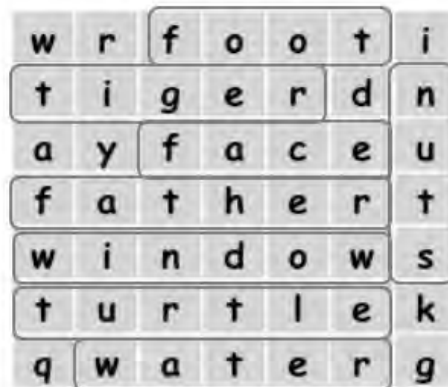 w r f o o t i
t i g e r d n
a y f a c e u
f a t h e r t
w i n d o w s
t u r t l e k
q w a t e r g